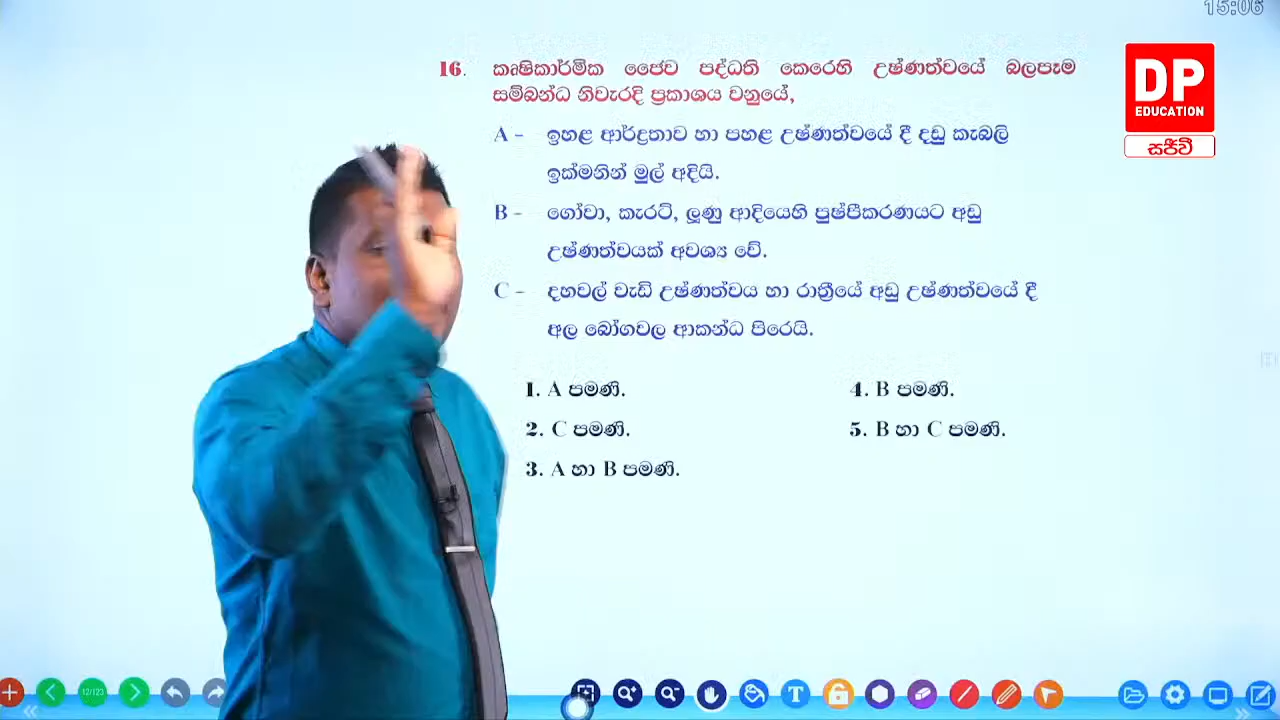 15:06
16. කෘෂිකාර්මික ජෛව පද්ධති කෙරෙහි උෂ්ණත්වයේ බලපෑම
සම්බන්ධ නිවැරදි ප්‍රකාශය වනුයේ,
DP
EDUCATION
සජීවී
A - ඉහළ ආර්ද්‍රතාව හා පහළ උෂ්ණත්වයේ දී දඬු කැබලි
ඉක්මනින් මුල් අදියි.
B - ගෝවා, කැරට්, ලූණු ආදියෙහි පුෂ්පීකරණයට අඩු
උෂ්ණත්වයක් අවශ්‍ය වේ.
C - දහවල් වැඩි උෂ්ණත්වය හා රාත්‍රියේ අඩු උෂ්ණත්වයේ දී
අල බෝගවල ආකන්ධ පිරෙයි.
1. A පමණි.
4. B පමණි.
2. C පමණි.
5. B හා C පමණි.
3. A හා B පමණි.
12/123